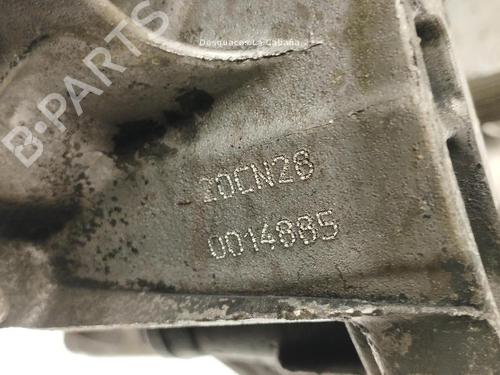 Desguaces La Cabaña
B-PARTS
20CN28
0014885